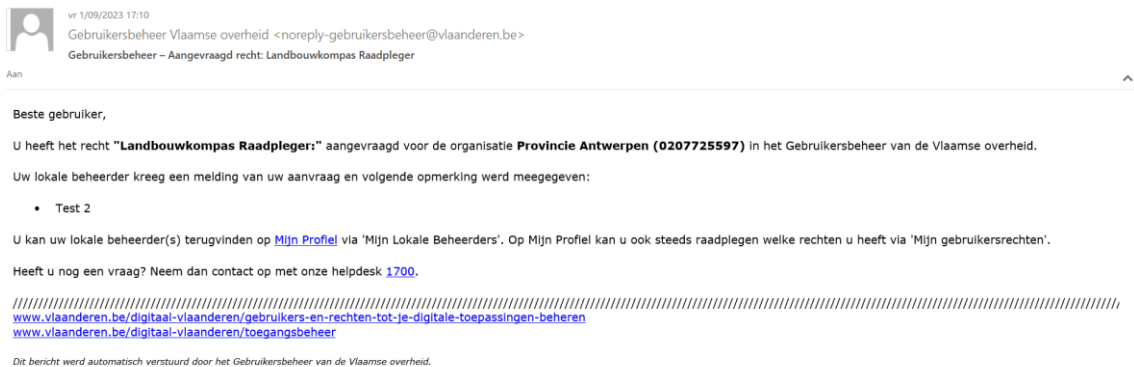 vr 1/09/2023 17:10
Gebruikersbeheer Vlaamse overheid <noreply-gebruikersbeheer@vlaanderen.be>
Gebruikersbeheer – Aangevraagd recht: Landbouwkompas Raadpleger
Aan
Beste gebruiker,
U heeft het recht "Landbouwkompas Raadpleger:" aangevraagd voor de organisatie Provincie Antwerpen (0207725597) in het Gebruikersbeheer van de Vlaamse overheid.
Uw lokale beheerder kreeg een melding van uw aanvraag en volgende opmerking werd meegegeven:
• Test 2
U kan uw lokale beheerder(s) terugvinden op Mijn Profiel via 'Mijn Lokale Beheerders'. Op Mijn Profiel kan u ook steeds raadplegen welke rechten u heeft via 'Mijn gebruikersrechten'.
Heeft u nog een vraag? Neem dan contact op met onze helpdesk 1700.
////////////////////////////////////////////////////////////////////////////////////////////////////////////////////////////////////////////////////////////////////////////////////////////////
www.vlaanderen.be/digitaal-vlaanderen/gebruikers-en-rechten-tot-je-digitale-toepassingen-beheren
www.vlaanderen.be/digitaal-vlaanderen/toegangsbeheer
Dit bericht werd automatisch verstuurd door het Gebruikersbeheer van de Vlaamse overheid.